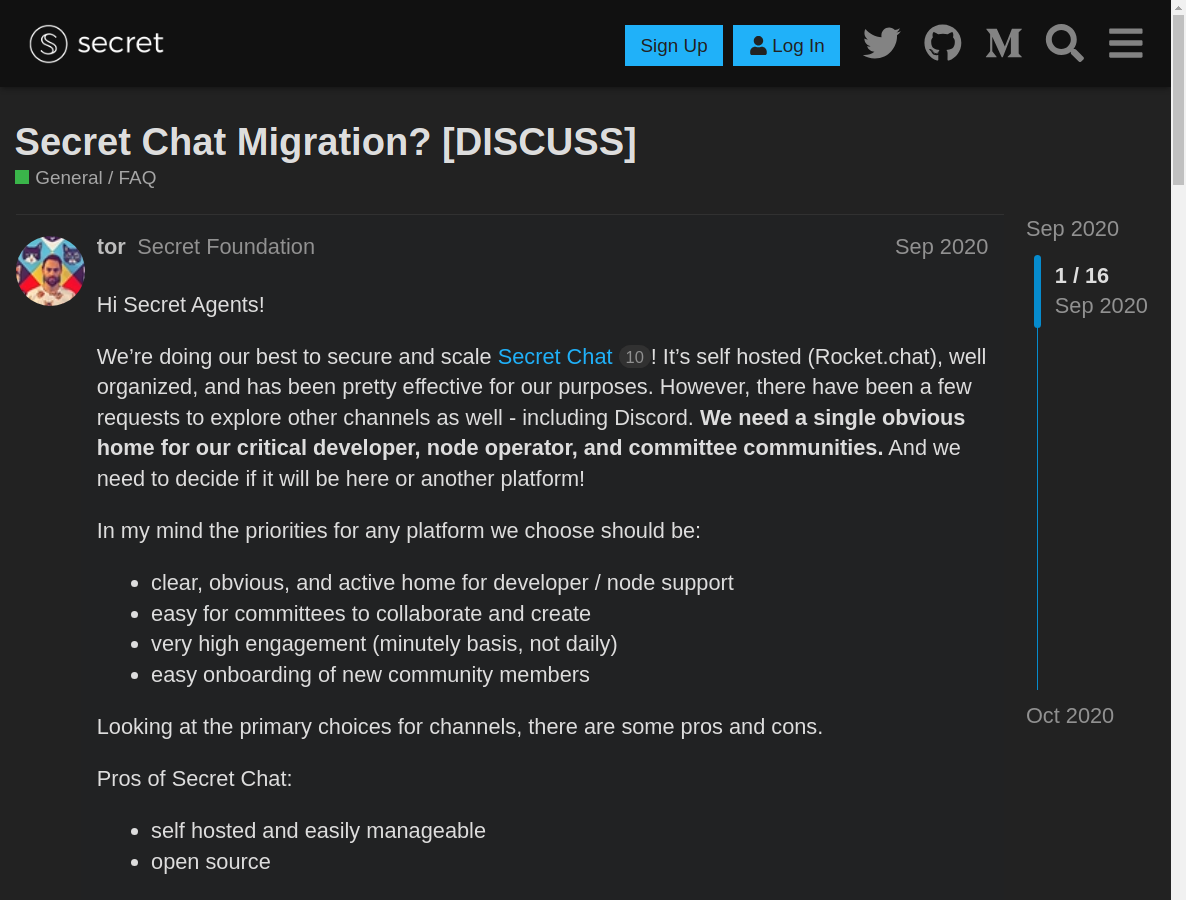 secret
Sign Up
Log In
Secret Chat Migration? [DISCUSS]
General / FAQ
tor Secret Foundation Sep 2020
Hi Secret Agents!
We’re doing our best to secure and scale Secret Chat 10! It’s self hosted (Rocket.chat), well
organized, and has been pretty effective for our purposes. However, there have been a few
requests to explore other channels as well - including Discord. We need a single obvious
home for our critical developer, node operator, and committee communities. And we
need to decide if it will be here or another platform!
In my mind the priorities for any platform we choose should be:
clear, obvious, and active home for developer / node support
easy for committees to collaborate and create
very high engagement (minutely basis, not daily)
easy onboarding of new community members
Looking at the primary choices for channels, there are some pros and cons.
Pros of Secret Chat:
self hosted and easily manageable
open source
Sep 2020
1 / 16
Sep 2020
Oct 2020